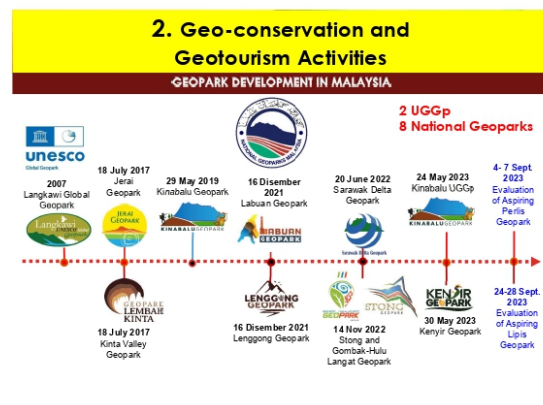 2. Geo-conservation and
Geotourism Activities
GEOPARK DEVELOPMENT IN MALAYSIA
2 UGGp
8 National Geoparks
NATIONAL GEOPARKS MALAYSIA
unesco
Global Geopark
2007
Langkawi Global
Geopark
Langkawi
18 July 2017
Jerai
Geopark
JERAI
GEOPARK
29 May 2019
Kinabalu Geopark
KINABALUGEOPARK
16 Disember
2021
Labuan Geopark
LABUAN
GEOPARK
20 June 2022
Sarawak Delta
Geopark
Sarawak Delta Geopark
24 May 2023
Kinabalu UGGp
KINABALUGEOPARK
4- 7 Sept.
2023
Evaluation
of Aspiring
Perlis
Geopark
GEOPARK
LEMBAH
KINTA
18 July 2017
Kinta Valley
Geopark
LENGGONG
GEOPARK
16 Disember 2021
Lenggong Geopark
GEOPARK
STONG
GEOPARK
14 Nov 2022
Stong and
Gombak-Hulu
Langat Geopark
KENYIR
GEOPARK
30 May 2023
Kenyir Geopark
24-28 Sept.
2023
Evaluation
of Aspiring
Lipis
Geopark